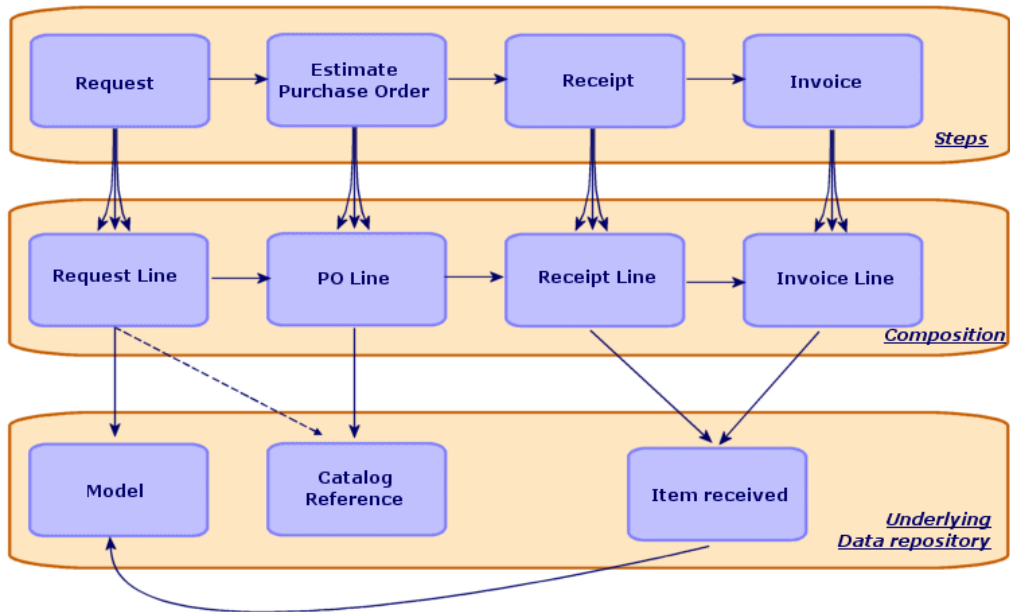 Request
Estimate
Purchase Order
Receipt
Invoice
Steps
Request Line
PO Line
Receipt Line
Invoice Line
Composition
Model
Catalog
Reference
Item received
Underlying
Data repository